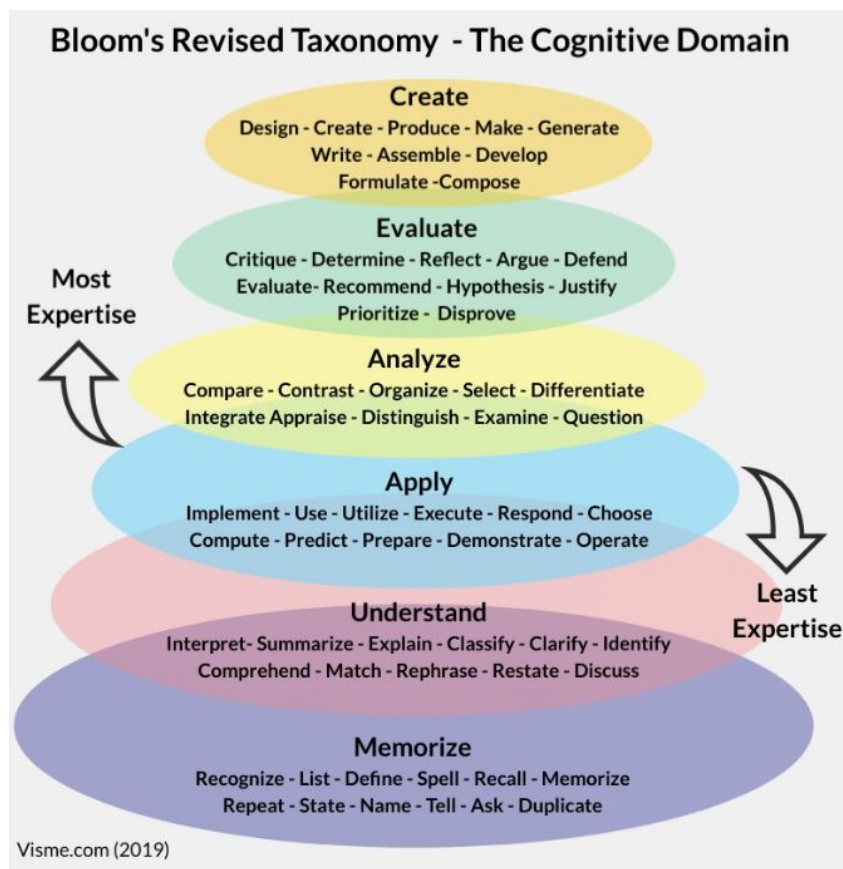 Bloom's Revised Taxonomy - The Cognitive Domain
Create
Design - Create - Produce - Make - Generate
Write - Assemble - Develop
Formulate -Compose
Evaluate
Critique - Determine - Reflect - Argue - Defend
Evaluate- Recommend - Hypothesis - Justify
Prioritize - Disprove
Most
Expertise
Analyze
Compare - Contrast - Organize - Select - Differentiate
Integrate Appraise - Distinguish - Examine - Question
Apply
Implement - Use - Utilize - Execute - Respond - Choose
Compute - Predict - Prepare - Demonstrate - Operate
Least
Expertise
Understand
Interpret- Summarize - Explain - Classify - Clarify - Identify
Comprehend - Match - Rephrase - Restate - Discuss
Memorize
Recognize - List - Define - Spell - Recall - Memorize
Repeat - State - Name - Tell - Ask - Duplicate
Visme.com (2019)